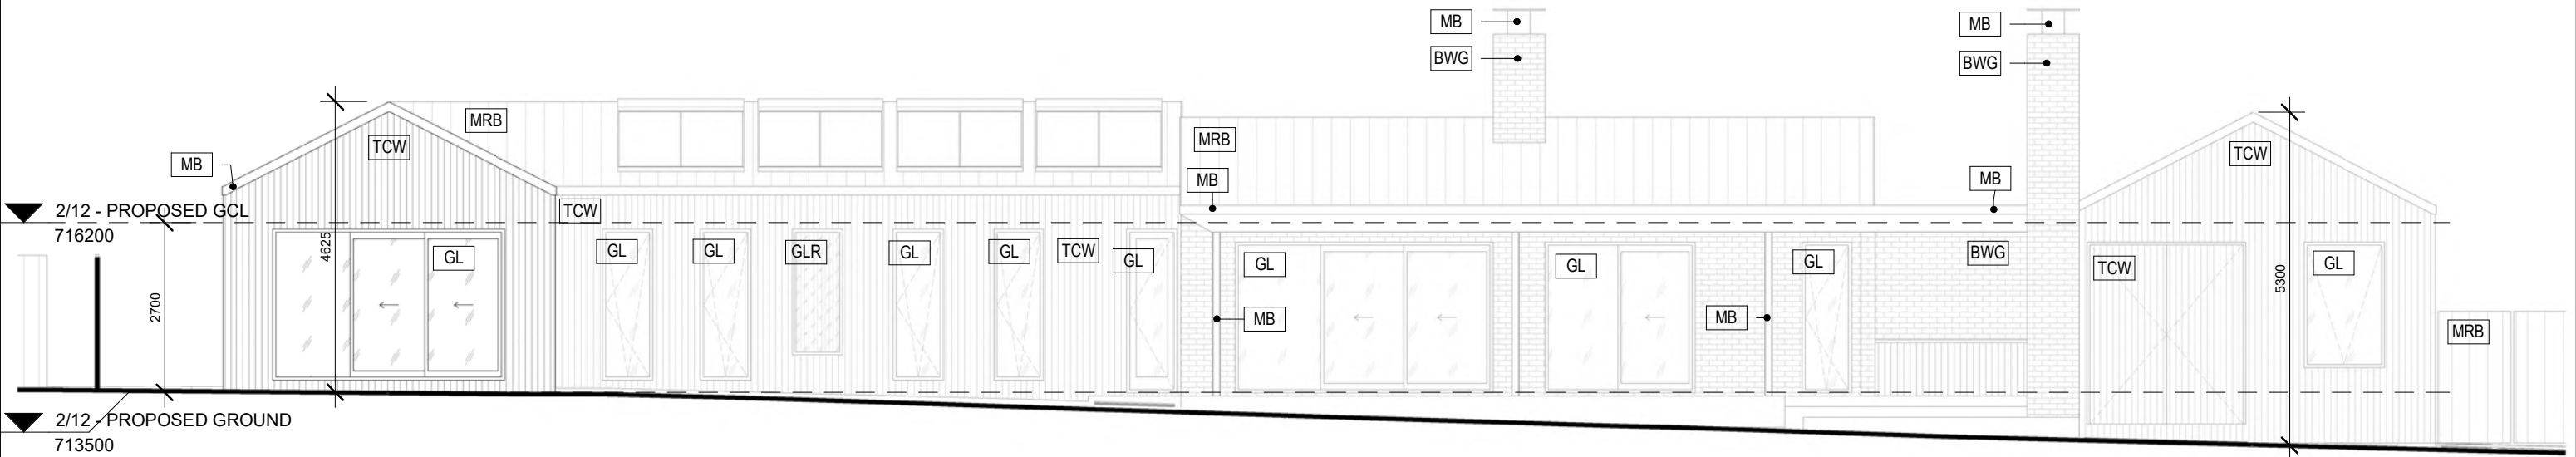 MB
MB
BWG
BWG
MRB
TCW
MRB
TCW
MB
MB
MB
2/12 - PROPOSED GCL
716200
TCW
4625
GL
GL
GL
GLR
GL
GL
TCW
GL
GL
GL
GL
BWG
TCW
GL
2700
MB
MB
5300
MRB
2/12 - PROPOSED GROUND
713500